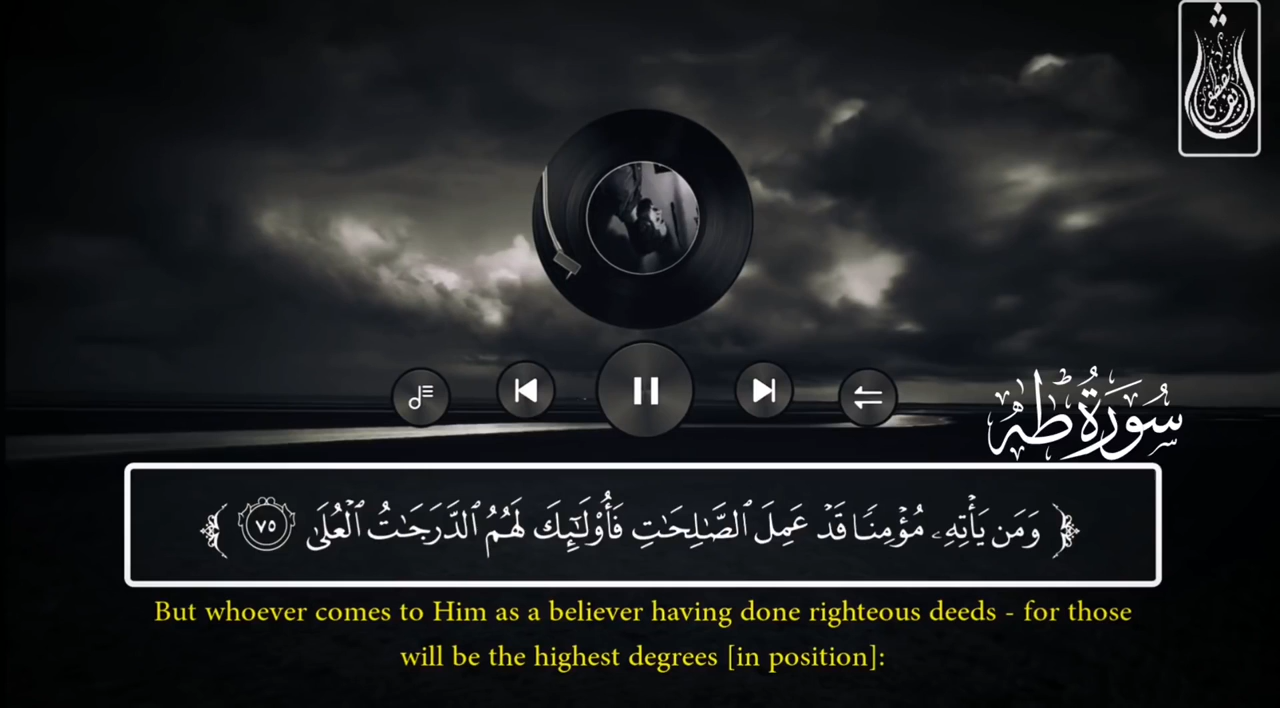 سُورَةُ طه
﴿ وَمَن يَأْتِهِۦ مُؤْمِنًا قَدْ عَمِلَ ٱلصَّٰلِحَٰتِ فَأُو۟لَٰٓئِكَ لَهُمُ ٱلدَّرَجَٰتُ ٱلْعُلَىٰ ٧٥ ﴾
But whoever comes to Him as a believer having done righteous deeds - for those
will be the highest degrees [in position]: